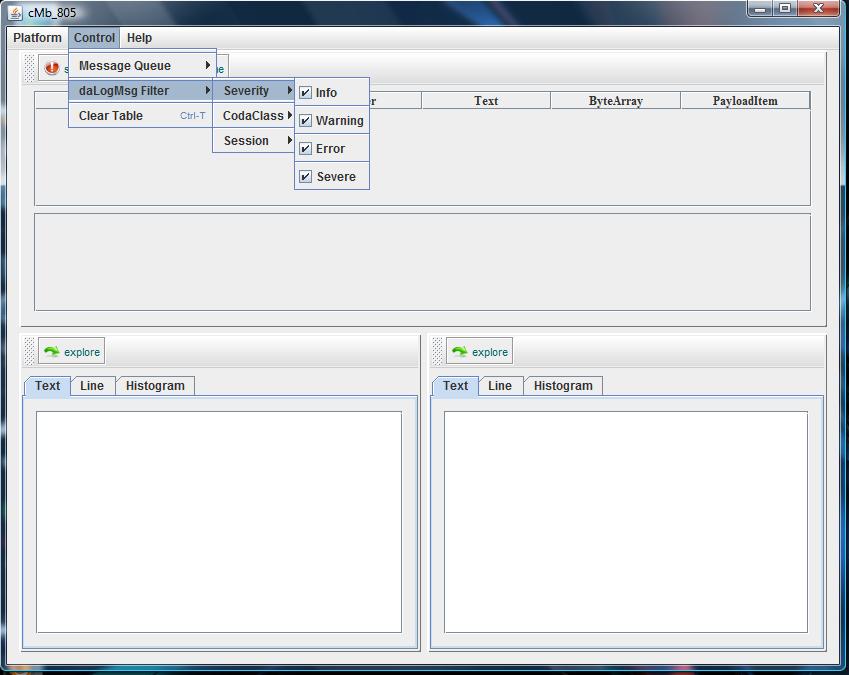 cMb_805
Platform Control Help
Message Queue
daLogMsg Filter
Clear Table Ctrl-T
Severity
CodaClass
Session
Info
Warning
Error
Severe
Text ByteArray PayloadItem
explore
Text Line Histogram
explore
Text Line Histogram